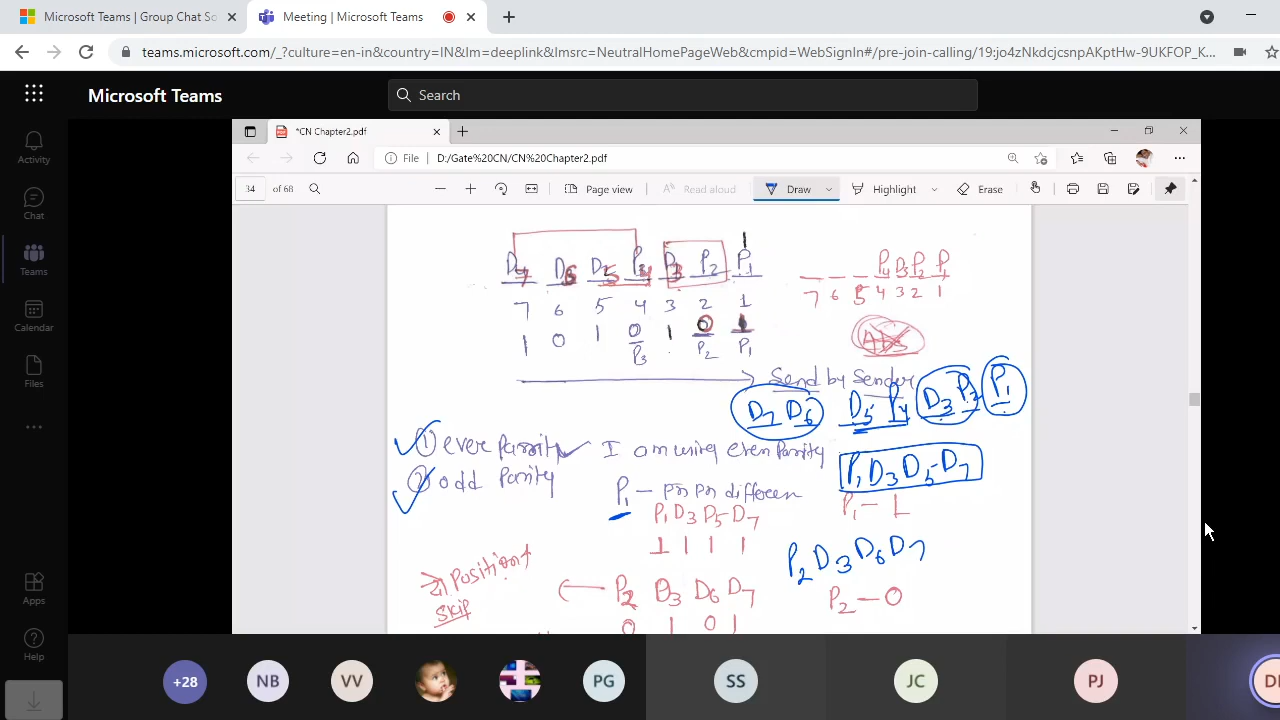 Microsoft Teams | Group Chat So
Meeting | Microsoft Teams
teams.microsoft.com/_?culture=en-in&country=IN&lm=deeplink&lmsrc=NeutralHomePageWeb&cmpid=WebSignIn#/pre-join-calling/19:jo4zNkdcjcsnpAKptHw-9UKFOP_K...
Microsoft Teams
Search
Activity
Chat
Teams
Calendar
Files
Apps
Help
*CN Chapter2.pdf
File D:/Gate%20CN/CN%20Chapter2.pdf
34 of 68
Page view
Read aloud
Draw
Highlight
Erase
1
D7 D6 D5 P4 D3 P2 P1
7 6 5 4 3 2 1
1 0 1 0 1 0 1
P3 P2 P1
P4 D3 P2 P1
7 6 5 4 3 2 1
Send by Sender
D7 D6 D5 P4 D3 P2 P1
① even Parity I am using even Parity
② odd Parity
P1 D3 D5 D7
P1 –
P1 D3 D5 D7
1 1 1 1
P1 – 1
P2 D3 D6 D7
Position
skip
P2 D3 D6 D7
0 1 0 1
P2 – 0
+28
NB
VV
PG
SS
JC
PJ